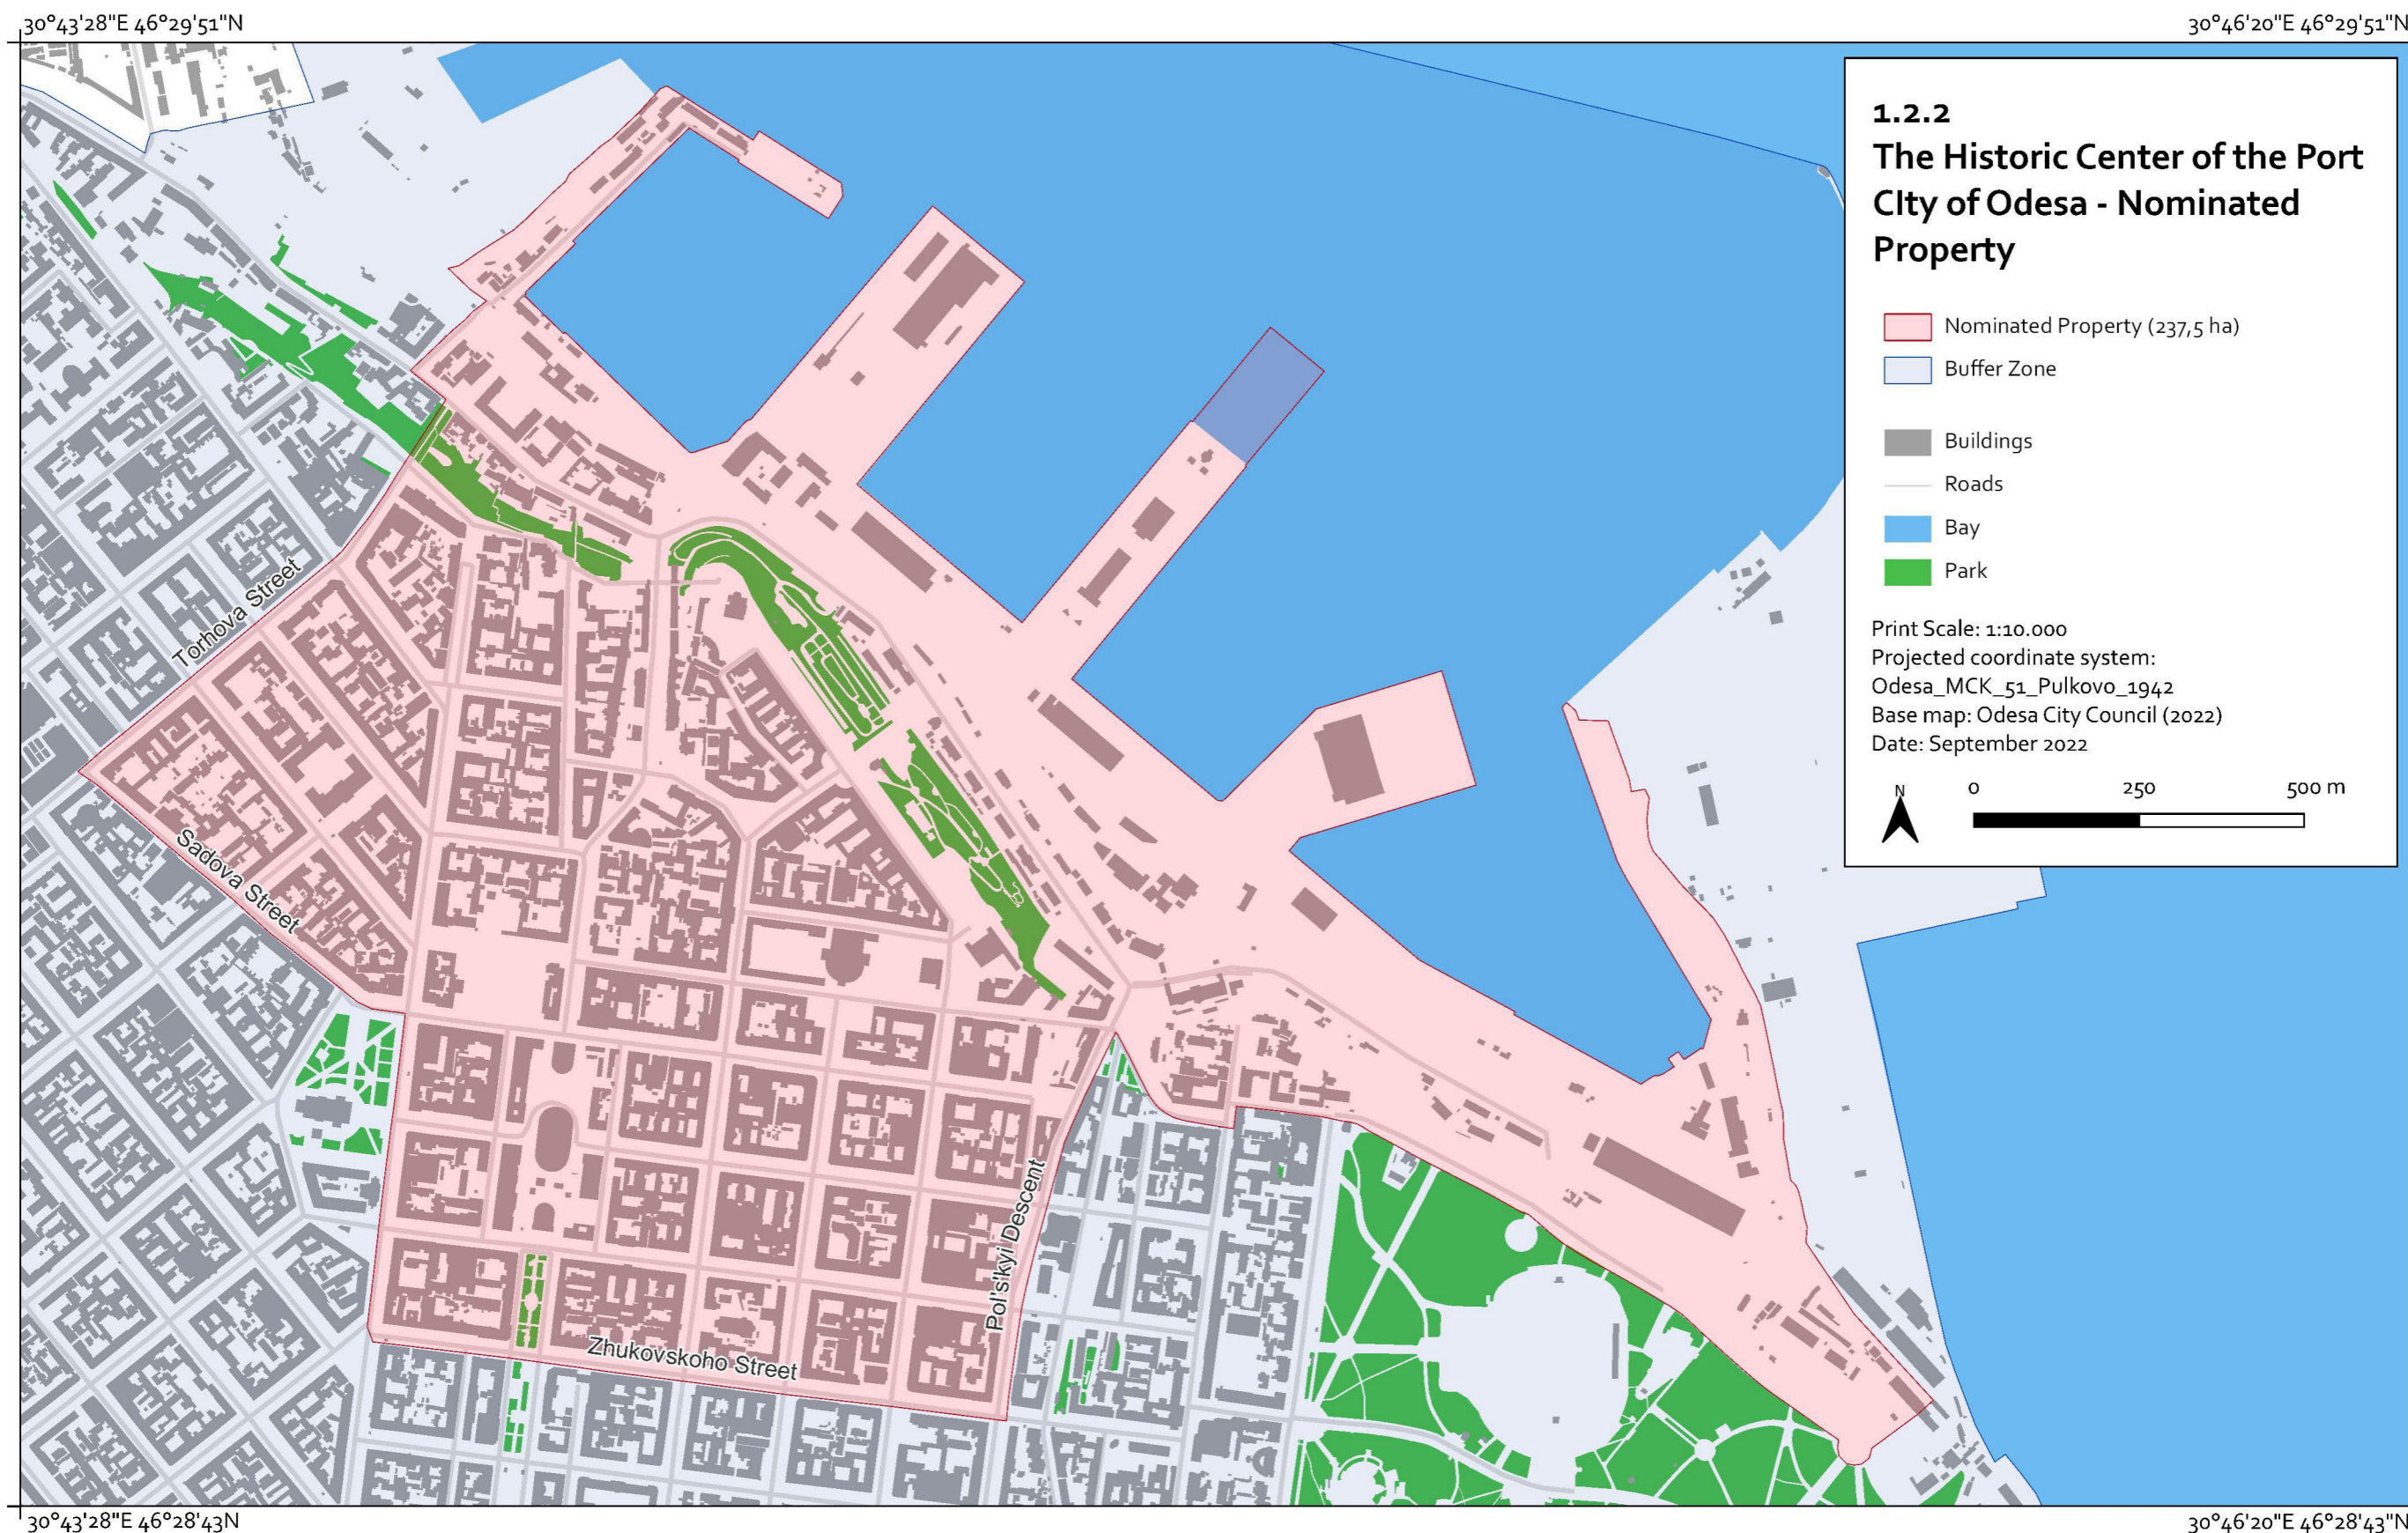 30°43'28"E 46°29'51"N
30°46'20"E 46°29'51"N
1.2.2
The Historic Center of the Port
CIty of Odesa - Nominated
Property
Nominated Property (237,5 ha)
Buffer Zone
Buildings
Roads
Bay
Park
Print Scale: 1:10.000
Projected coordinate system:
Odesa_MCK_51_Pulkovo_1942
Base map: Odesa City Council (2022)
Date: September 2022
N
0 250 500 m
Torhova Street
Sadova Street
Pol's'kyi Descent
Zhukovskoho Street
30°43'28"E 46°28'43N
30°46'20"E 46°28'43"N